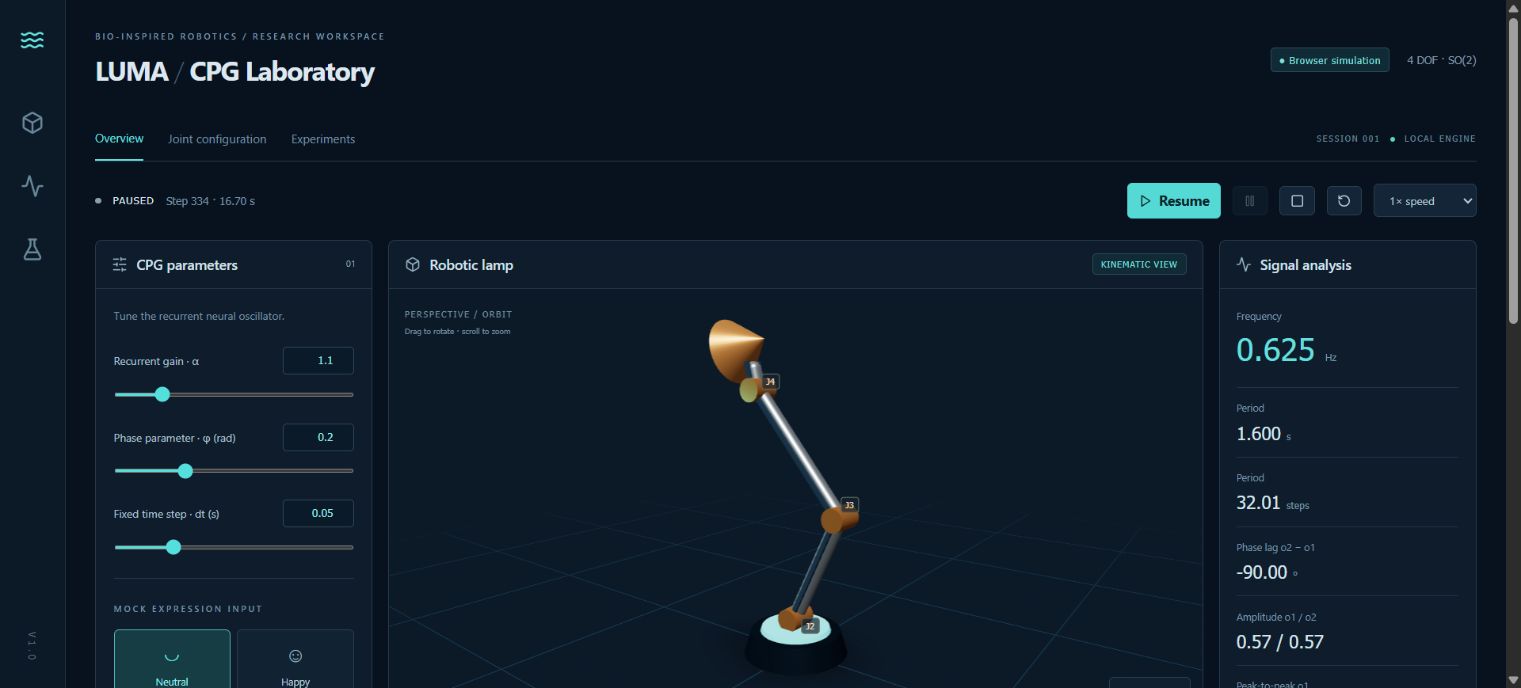 BIO-INSPIRED ROBOTICS / RESEARCH WORKSPACE
LUMA / CPG Laboratory
Browser simulation
4 DOF · SO(2)
Overview
Joint configuration
Experiments
SESSION 001
LOCAL ENGINE
PAUSED
Step 334 · 16.70 s
Resume
1× speed
CPG parameters
01
Tune the recurrent neural oscillator.
Recurrent gain · α
1.1
Phase parameter · φ (rad)
0.2
Fixed time step · dt (s)
0.05
MOCK EXPRESSION INPUT
Neutral
Happy
V1.0
Robotic lamp
KINEMATIC VIEW
PERSPECTIVE / ORBIT
Drag to rotate · scroll to zoom
J4
J3
J2
Signal analysis
Frequency
0.625 Hz
Period
1.600 s
Period
32.01 steps
Phase lag o2 − o1
-90.00 °
Amplitude o1 / o2
0.57 / 0.57
Peak-to-peak o1